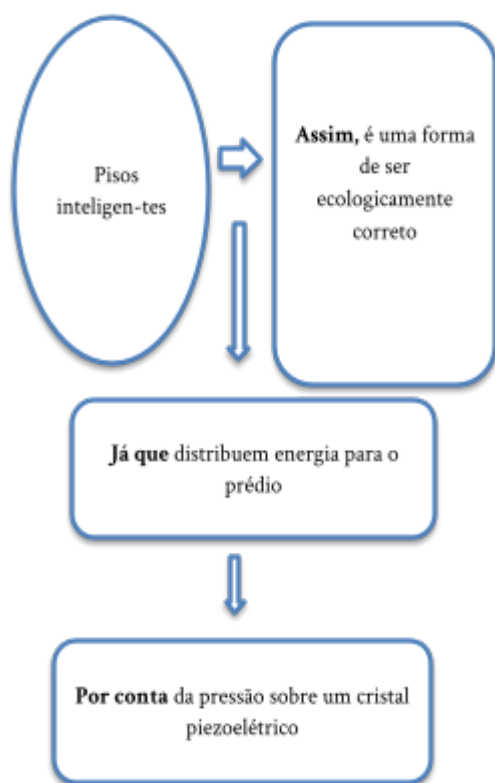 Pisos
inteligen-tes
Assim, é uma forma
de ser
ecologicamente
correto
Já que distribuem energia para o
prédio
Por conta da pressão sobre um cristal
piezoelétrico